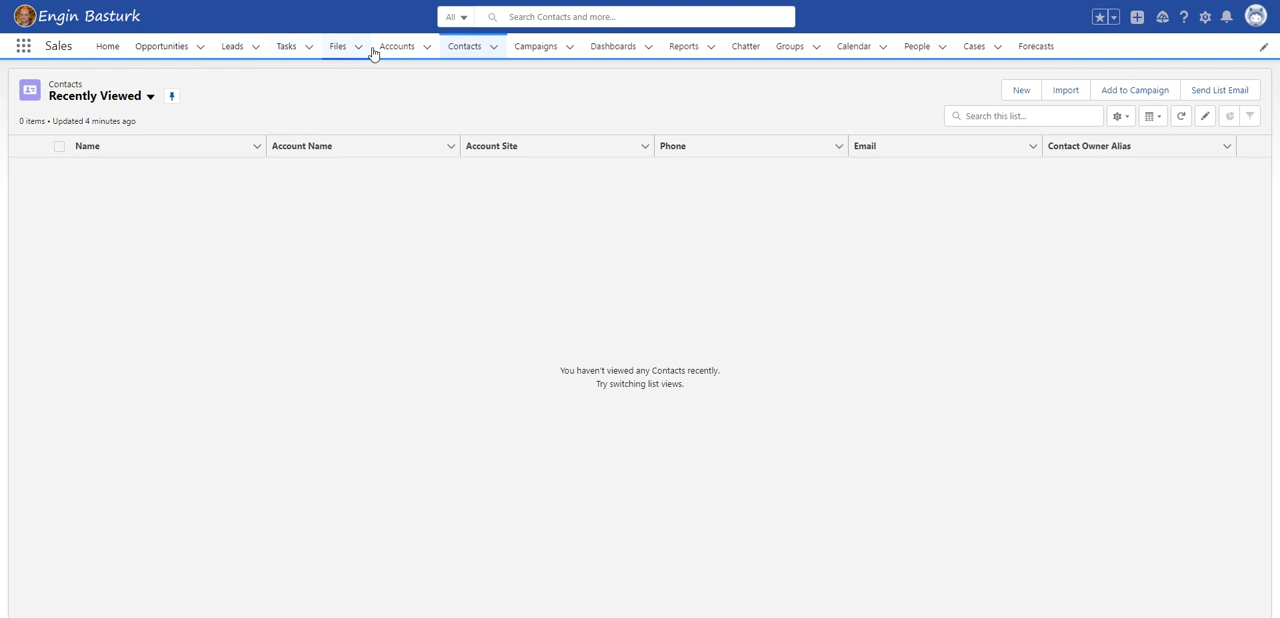 Engin Basturk
All
Search Contacts and more...
Sales
Home
Opportunities
Leads
Tasks
Files
Accounts
Contacts
Campaigns
Dashboards
Reports
Chatter
Groups
Calendar
People
Cases
Forecasts
Contacts
Recently Viewed
New
Import
Add to Campaign
Send List Email
0 items • Updated 4 minutes ago
Search this list...
Name
Account Name
Account Site
Phone
Email
Contact Owner Alias
You haven't viewed any Contacts recently.
Try switching list views.